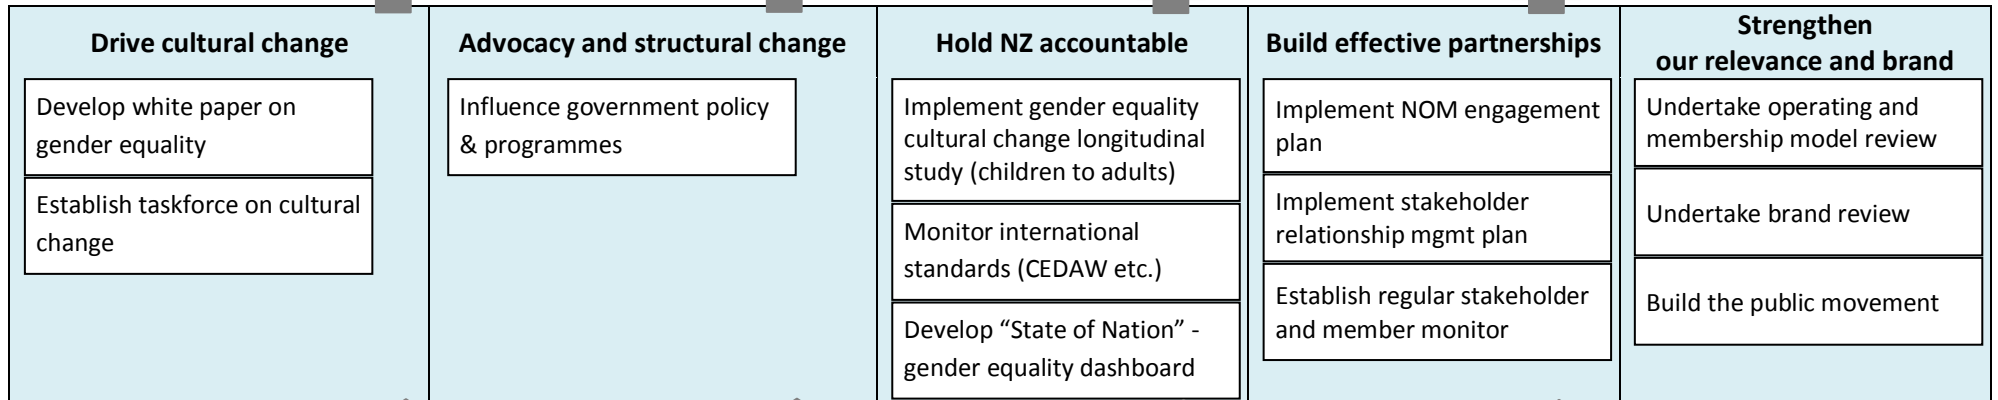 Drive cultural change
Develop white paper on
gender equality
Establish taskforce on cultural
change
Advocacy and structural change
Influence government policy
& programmes
Hold NZ accountable
Implement gender equality
cultural change longitudinal
study (children to adults)
Monitor international
standards (CEDAW etc.)
Develop “State of Nation” -
gender equality dashboard
Build effective partnerships
Implement NOM engagement
plan
Implement stakeholder
relationship mgmt plan
Establish regular stakeholder
and member monitor
Strengthen
our relevance and brand
Undertake operating and
membership model review
Undertake brand review
Build the public movement